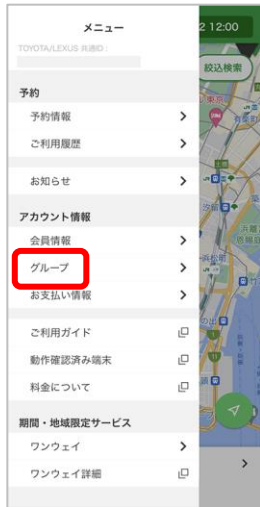 メニュー
2 12:00
TOYOTA/LEXUS 共通ID：
絞込検索
予約
予約情報
ご利用履歴
お知らせ
アカウント情報
会員情報
グループ
お支払い情報
ご利用ガイド
動作確認済み端末
料金について
期間・地域限定サービス
ワンウェイ
ワンウェイ詳細